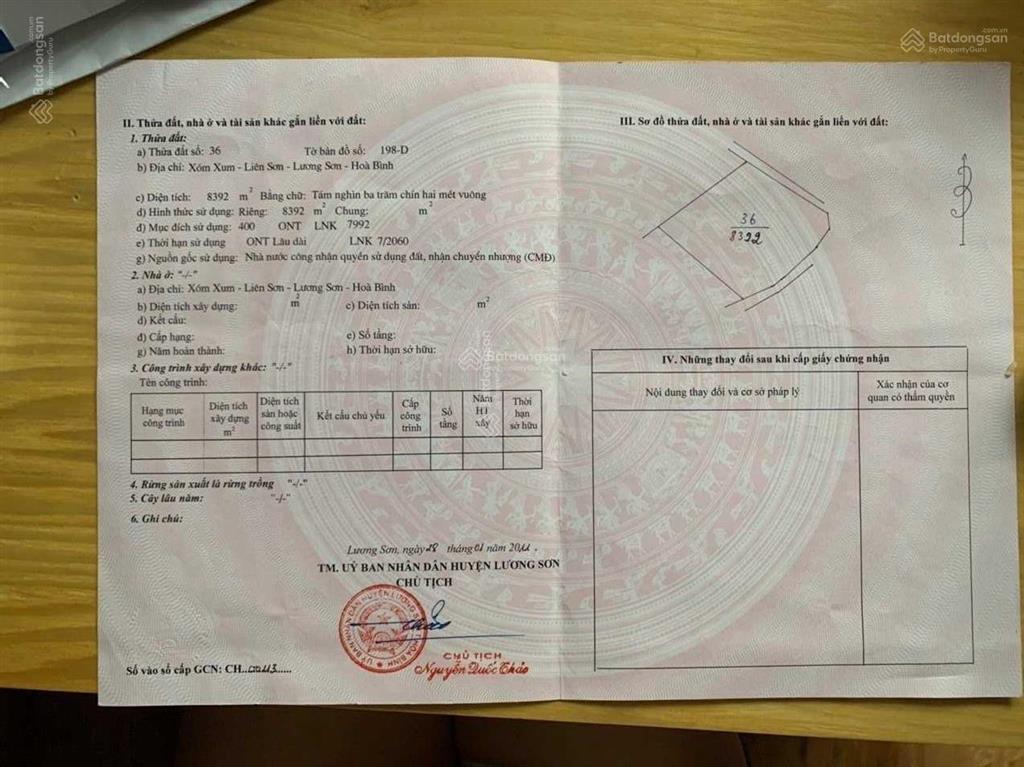 II. Thửa đất, nhà ở và tài sản khác gắn liền với đất:
1. Thửa đất:
a) Thửa đất số: 36 Tờ bản đồ số: 198-D
b) Địa chỉ: Xóm Xum - Liên Sơn - Lương Sơn - Hoà Bình
c) Diện tích: 8392 m2 Bằng chữ: Tám nghìn ba trăm chín hai mét vuông
d) Hình thức sử dụng: Riêng: 8392 m2 Chung: m2
đ) Mục đích sử dụng: 400 ONT LNK 7992
e) Thời hạn sử dụng ONT Lâu dài LNK 7/2060
g) Nguồn gốc sử dụng: Nhà nước công nhận quyền sử dụng đất, nhận chuyển nhượng (CMĐ)
2. Nhà ở: "-/-"
a) Địa chỉ: Xóm Xum - Liên Sơn - Lương Sơn - Hoà Bình
b) Diện tích xây dựng: m2 c) Diện tích sàn: m2
d) Kết cấu:
đ) Cấp hạng: e) Số tầng:
g) Năm hoàn thành: h) Thời hạn sở hữu:
3. Công trình xây dựng khác: "-/-"
Tên công trình:
Hạng mục công trình
Diện tích xây dựng m2
Diện tích sàn hoặc công suất
Kết cấu chủ yếu
Cấp công trình
Số tầng
Năm HT xây
Thời hạn sở hữu
4. Rừng sản xuất là rừng trồng "-/-"
5. Cây lâu năm: "-/-"
6. Ghi chú:
Lương Sơn, ngày 28 tháng 01 năm 2011.
TM. UỶ BAN NHÂN DÂN HUYỆN LƯƠNG SƠN
CHỦ TỊCH
CHỦ TỊCH
Nguyễn Quốc Thảo
Số vào sổ cấp GCN: CH
III. Sơ đồ thửa đất, nhà ở và tài sản khác gắn liền với đất:
36
8392
IV. Những thay đổi sau khi cấp giấy chứng nhận
Nội dung thay đổi và cơ sở pháp lý
Xác nhận của cơ
quan có thẩm quyền
Batdongsan.com.vn
by PropertyGuru
Batdongsan.com.vn
by PropertyGuru
Batdongsan
by PropertyGuru